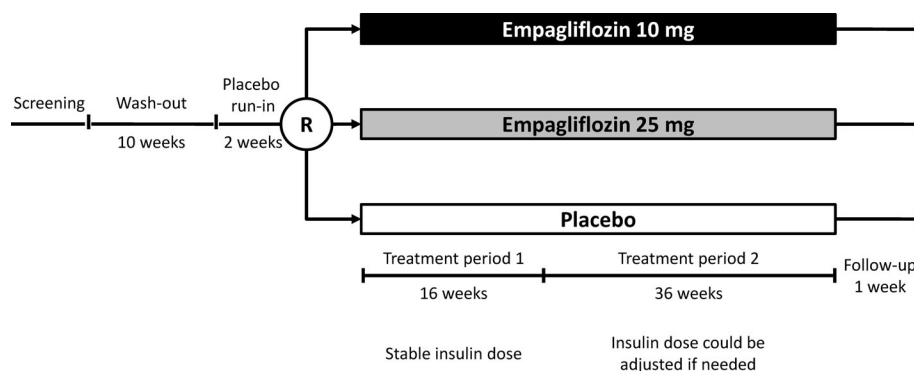 Empagliflozin 10 mg
Screening
Wash-out
Placebo
run-in
10 weeks
2 weeks
R
Empagliflozin 25 mg
Placebo
Treatment period 1
Treatment period 2
Follow-up
1 week
16 weeks
36 weeks
Stable insulin dose
Insulin dose could be
adjusted if needed